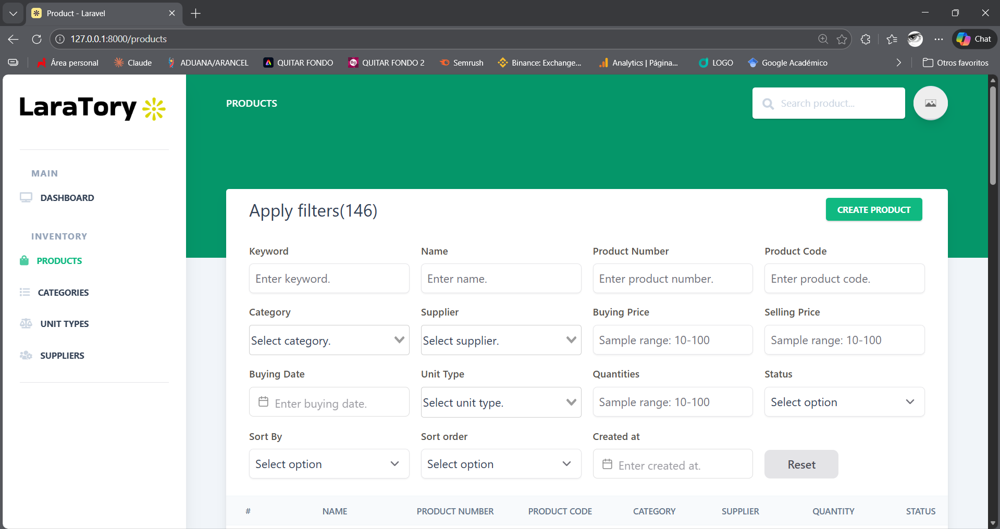 Product - Laravel
127.0.0.1:8000/products
Chat
Área personal
Claude
ADUANA/ARANCEL
QUITAR FONDO
Bg
QUITAR FONDO 2
Semrush
Binance: Exchange...
Analytics | Página...
LOGO
Google Académico
Otros favoritos
LaraTory
MAIN
DASHBOARD
INVENTORY
PRODUCTS
CATEGORIES
UNIT TYPES
SUPPLIERS
PRODUCTS
Search product...
Apply filters(146)
CREATE PRODUCT
Keyword
Name
Product Number
Product Code
Enter keyword.
Enter name.
Enter product number.
Enter product code.
Category
Supplier
Buying Price
Selling Price
Select category.
Select supplier.
Sample range: 10-100
Sample range: 10-100
Buying Date
Unit Type
Quantities
Status
Enter buying date.
Select unit type.
Sample range: 10-100
Select option
Sort By
Sort order
Created at
Select option
Select option
Enter created at.
Reset
#
NAME
PRODUCT NUMBER
PRODUCT CODE
CATEGORY
SUPPLIER
QUANTITY
STATUS